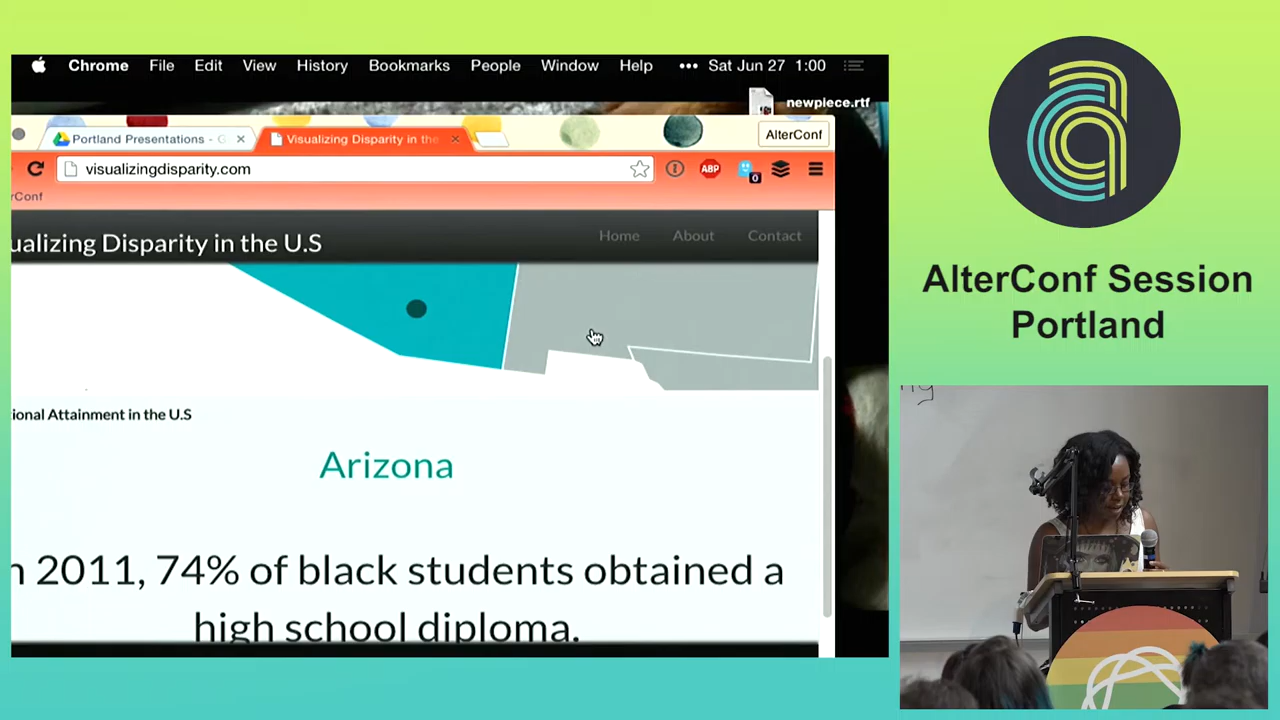 Chrome File Edit View History Bookmarks People Window Help ••• Sat Jun 27 1:00
newpiece.rtf
Portland Presentations - G
Visualizing Disparity in the
AlterConf
visualizingdisparity.com
ABP
0
rConf
ualizing Disparity in the U.S
Home About Contact
ional Attainment in the U.S
Arizona
n 2011, 74% of black students obtained a
high school diploma.
AlterConf Session
Portland